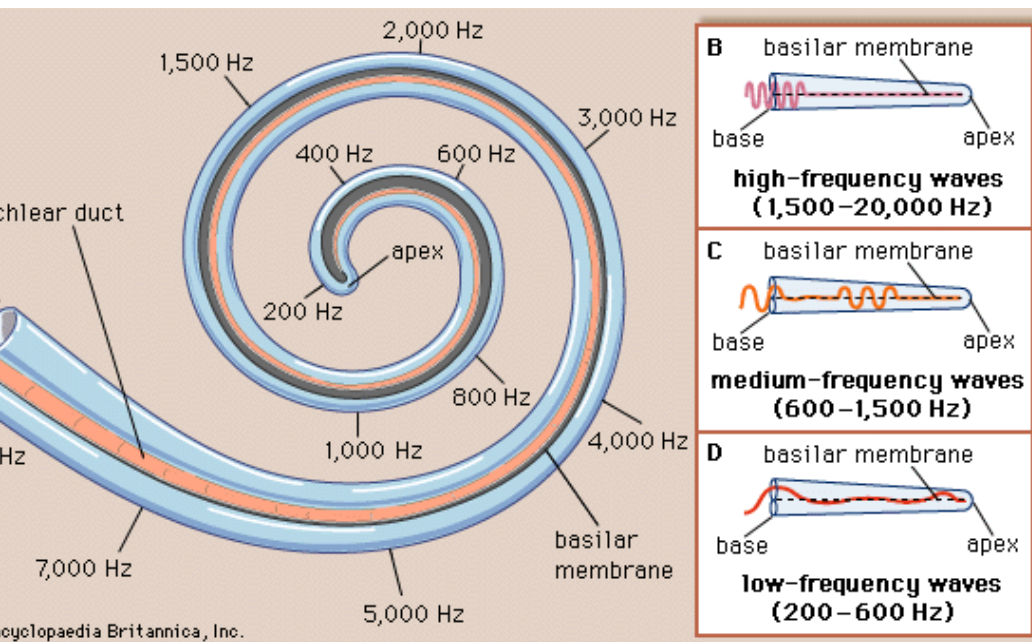 2,000 Hz
1,500 Hz
3,000 Hz
400 Hz
600 Hz
chlear duct
apex
200 Hz
800 Hz
1,000 Hz
4,000 Hz
Hz
basilar
membrane
7,000 Hz
5,000 Hz
cyclopaedia Britannica, Inc.
B
basilar membrane
base
apex
high-frequency waves
(1,500–20,000 Hz)
C
basilar membrane
base
apex
medium-frequency waves
(600–1,500 Hz)
D
basilar membrane
base
apex
low-frequency waves
(200–600 Hz)